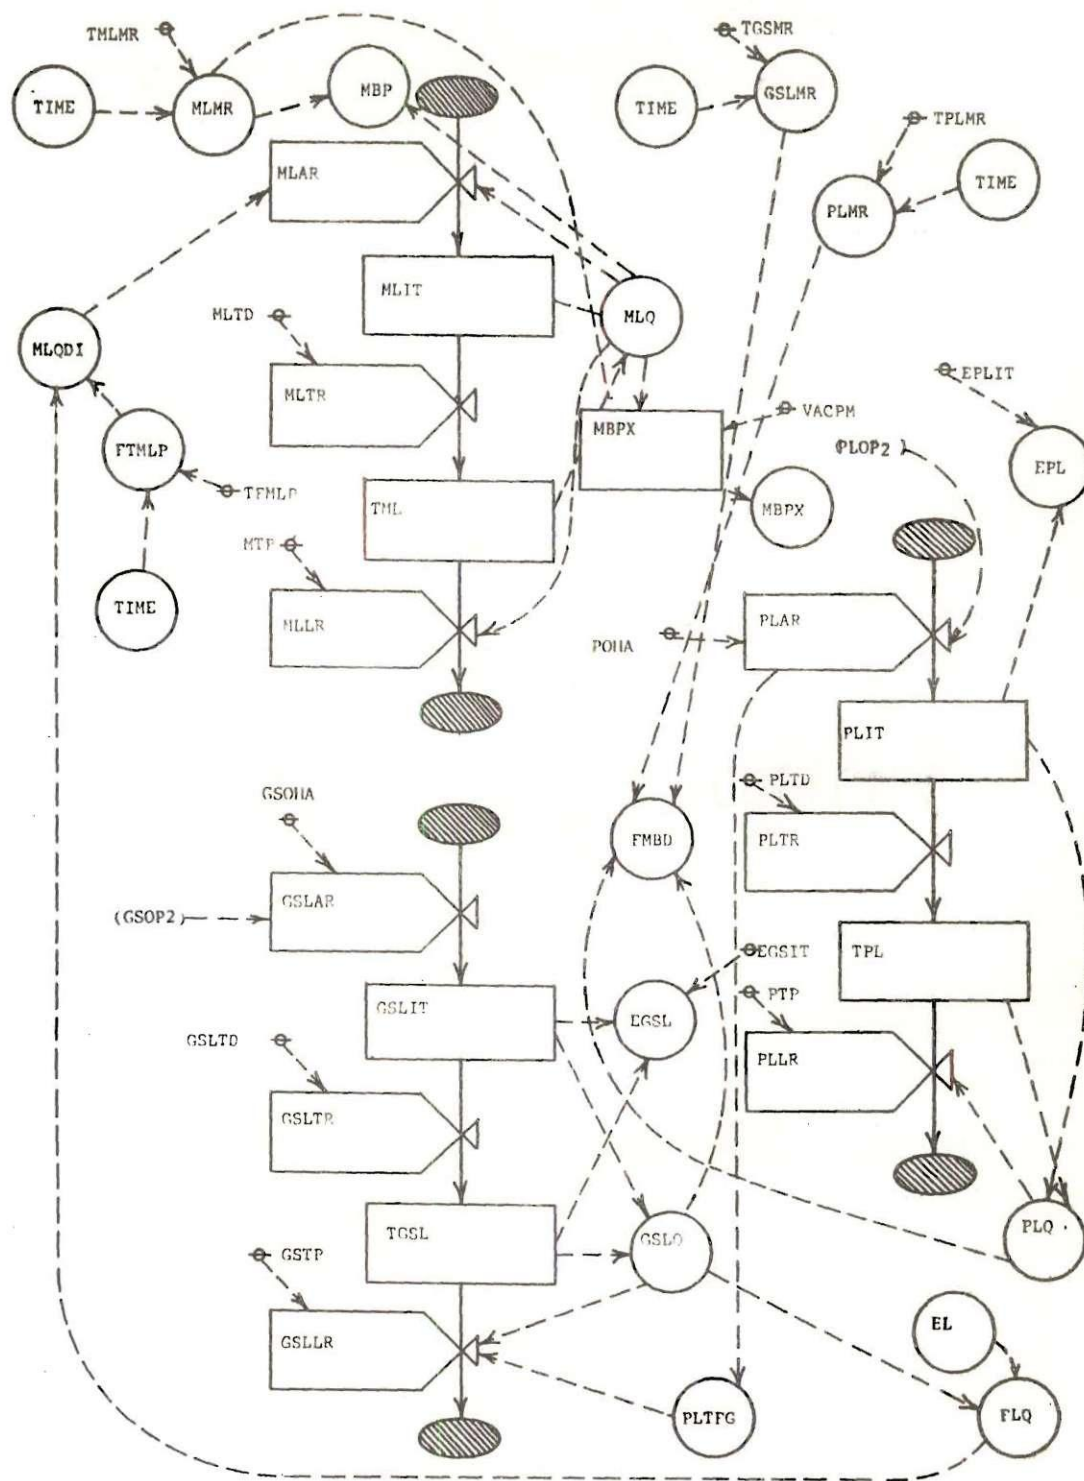 TMLMR
TGSMR
TIME
MLMR
MBP
TIME
GSLMR
TPLMR
MLAR
TIME
PLMR
MLIT
MLTD
MLQ
MLQDI
MLTR
EPLIT
VACPM
MBPX
(PLOP2)
FTMLP
EPL
TFMLP
TML
MBPX
MTP
TIME
MLLR
PLAR
POHA
PLIT
GSOHA
PLTD
FMBD
PLTR
GSLAR
(GSOP2)
EGSIT
TPL
PTP
GSLIT
EGSL
GSLTD
PLLR
GSLTR
TGSL
GSLQ
PLQ
GSTP
EL
GSLLR
PLTFG
FLQ